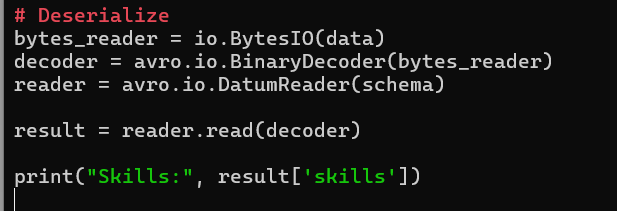 # Deserialize
bytes_reader = io.BytesIO(data)
decoder = avro.io.BinaryDecoder(bytes_reader)
reader = avro.io.DatumReader(schema)
result = reader.read(decoder)
print("Skills:", result['skills'])